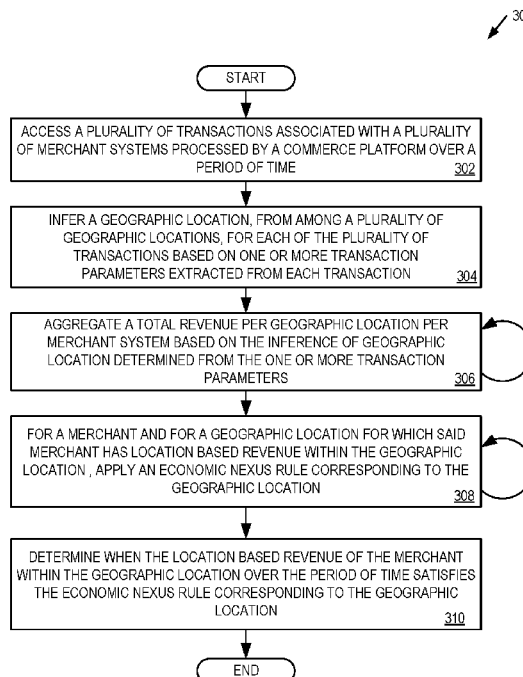 30
START
ACCESS A PLURALITY OF TRANSACTIONS ASSOCIATED WITH A PLURALITY
OF MERCHANT SYSTEMS PROCESSED BY A COMMERCE PLATFORM OVER A
PERIOD OF TIME
302
INFER A GEOGRAPHIC LOCATION, FROM AMONG A PLURALITY OF
GEOGRAPHIC LOCATIONS, FOR EACH OF THE PLURALITY OF
TRANSACTIONS BASED ON ONE OR MORE TRANSACTION
PARAMETERS EXTRACTED FROM EACH TRANSACTION
304
AGGREGATE A TOTAL REVENUE PER GEOGRAPHIC LOCATION PER
MERCHANT SYSTEM BASED ON THE INFERENCE OF GEOGRAPHIC
LOCATION DETERMINED FROM THE ONE OR MORE TRANSACTION
PARAMETERS
306
FOR A MERCHANT AND FOR A GEOGRAPHIC LOCATION FOR WHICH SAID
MERCHANT HAS LOCATION BASED REVENUE WITHIN THE GEOGRAPHIC
LOCATION , APPLY AN ECONOMIC NEXUS RULE CORRESPONDING TO THE
GEOGRAPHIC LOCATION
308
DETERMINE WHEN THE LOCATION BASED REVENUE OF THE MERCHANT
WITHIN THE GEOGRAPHIC LOCATION OVER THE PERIOD OF TIME SATISFIES
THE ECONOMIC NEXUS RULE CORRESPONDING TO THE GEOGRAPHIC
LOCATION
310
END